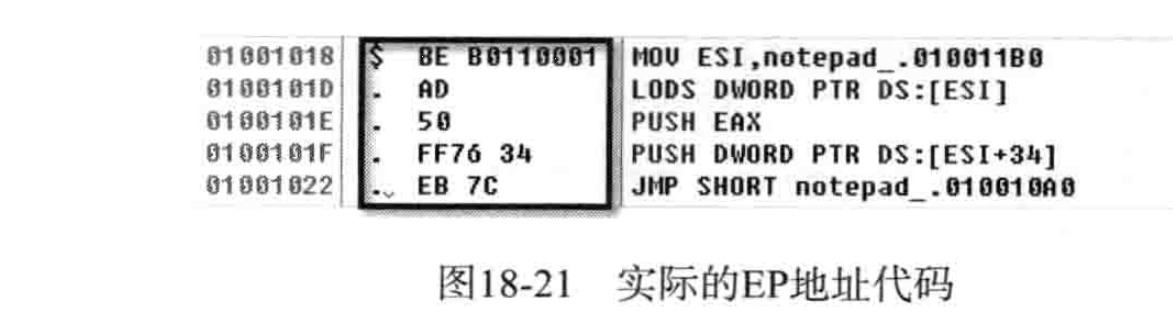 01001018 $ BE B0110001 MOV ESI,notepad_.010011B0
0100101D . AD LODS DWORD PTR DS:[ESI]
0100101E . 50 PUSH EAX
0100101F . FF76 34 PUSH DWORD PTR DS:[ESI+34]
01001022 .⌄ EB 7C JMP SHORT notepad_.010010A0
图18-21 实际的EP地址代码